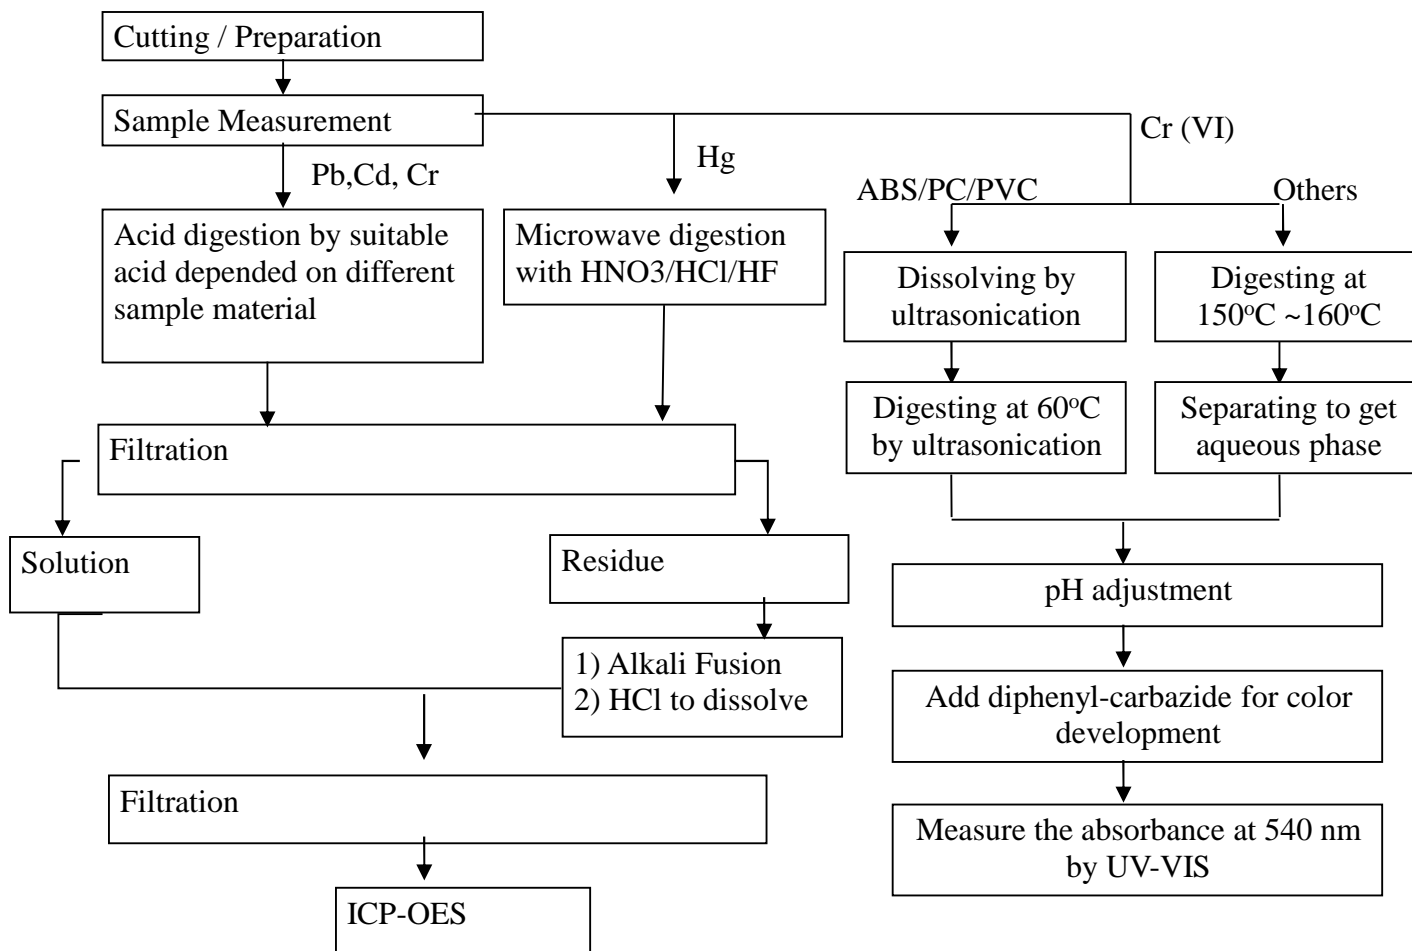 Cutting / Preparation
Sample Measurement
Pb,Cd, Cr
Hg
Cr (VI)
ABS/PC/PVC
Others
Acid digestion by suitable
acid depended on different
sample material
Microwave digestion
with HNO3/HCl/HF
Dissolving by
ultrasonication
Digesting at
150ºC ~160ºC
Digesting at 60ºC
by ultrasonication
Separating to get
aqueous phase
Filtration
Solution
Residue
1) Alkali Fusion
2) HCl to dissolve
Filtration
ICP-OES
pH adjustment
Add diphenyl-carbazide for color
development
Measure the absorbance at 540 nm
by UV-VIS